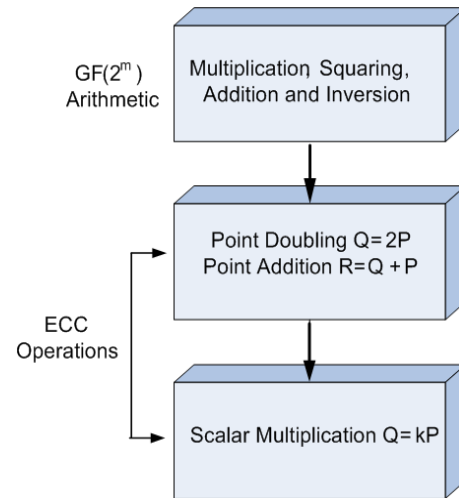 GF(2^m)
Arithmetic
Multiplication, Squaring,
Addition and Inversion
Point Doubling Q=2P
Point Addition R=Q+P
ECC
Operations
Scalar Multiplication Q=kP